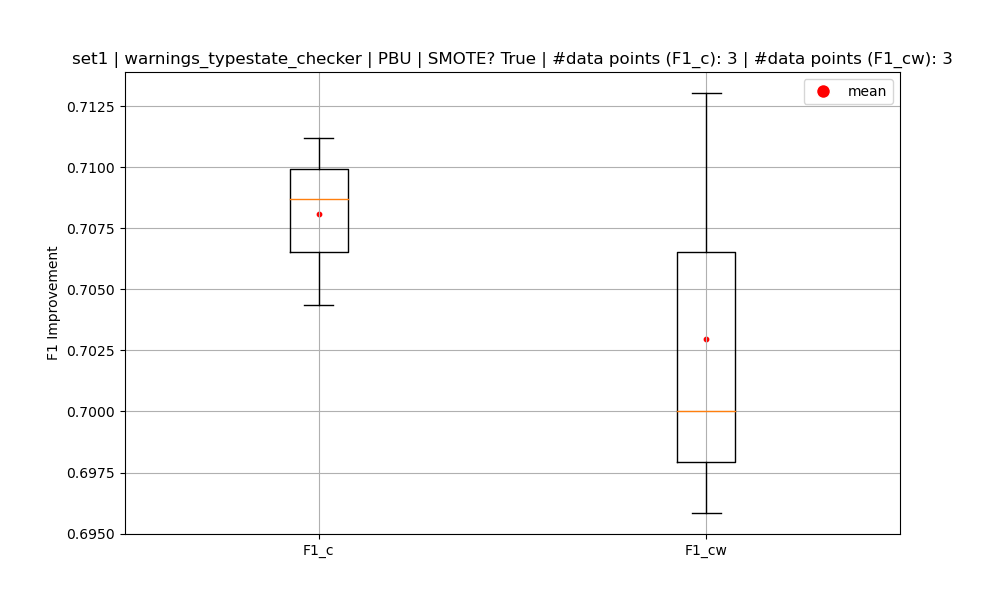 set1 | warnings_typestate_checker | PBU | SMOTE? True | #data points (F1_c): 3 | #data points (F1_cw): 3
mean
0.7125
0.7100
0.7075
0.7050
0.7025
0.7000
0.6975
0.6950
F1 Improvement
F1_c
F1_cw